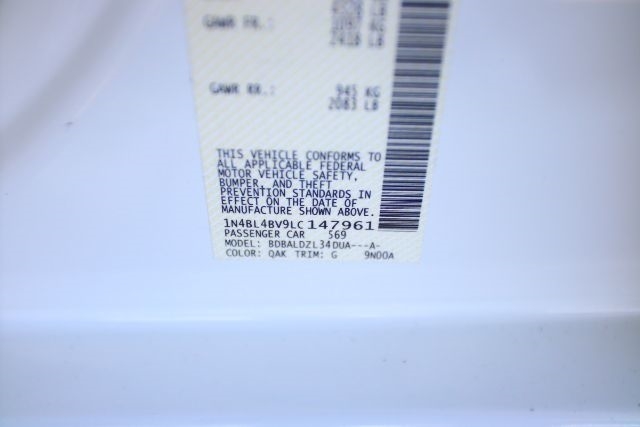 GAWR FR.:
2418 LB
GAWR RR.: 945 KG
2083 LB
THIS VEHICLE CONFORMS TO
ALL APPLICABLE FEDERAL
MOTOR VEHICLE SAFETY,
BUMPER, AND THEFT
PREVENTION STANDARDS IN
EFFECT ON THE DATE OF
MANUFACTURE SHOWN ABOVE.
1N4BL4BV9LC147961
PASSENGER CAR 569
MODEL: BDBALDZL34DUA---A-
COLOR: QAK TRIM: G 9N00A